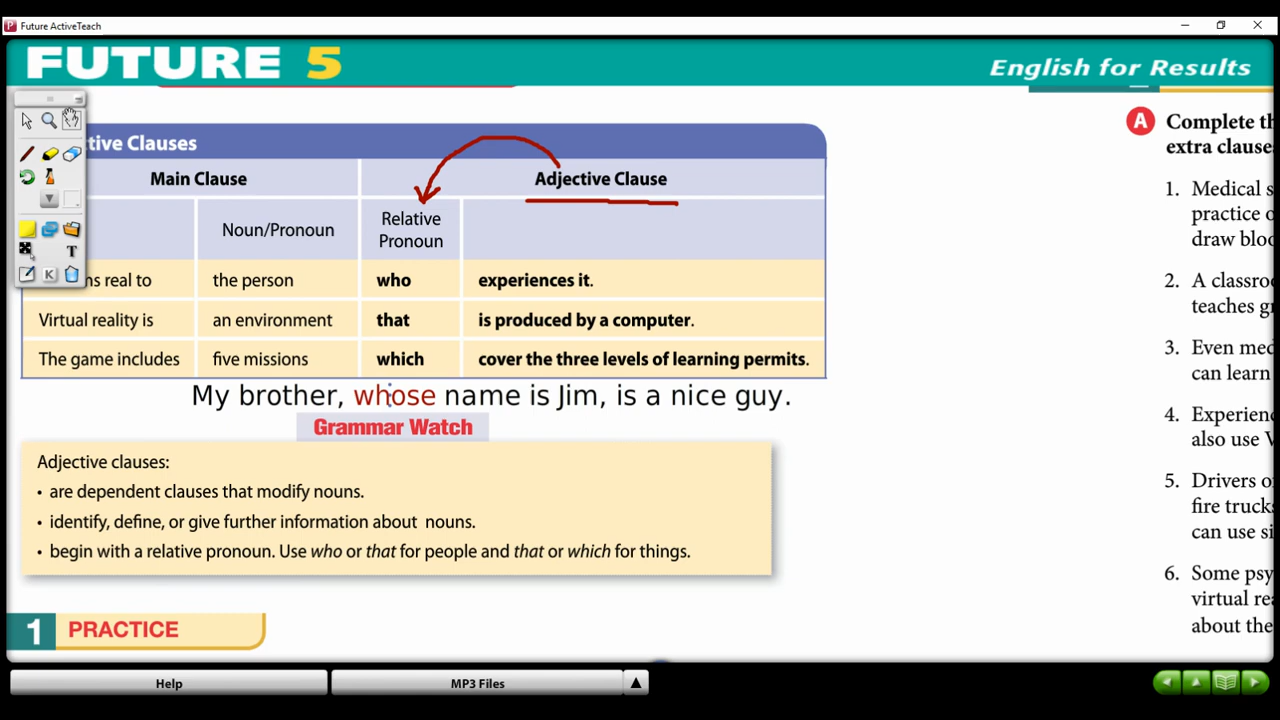 Future ActiveTeach
FUTURE 5
English for Results
tive Clauses
Main Clause
Adjective Clause
Noun/Pronoun
Relative
Pronoun
ns real to the person who experiences it.
Virtual reality is an environment that is produced by a computer.
The game includes five missions which cover the three levels of learning permits.
My brother, whose name is Jim, is a nice guy.
Grammar Watch
Adjective clauses:
• are dependent clauses that modify nouns.
• identify, define, or give further information about nouns.
• begin with a relative pronoun. Use who or that for people and that or which for things.
1 PRACTICE
A Complete th
extra clause
1. Medical s
practice o
draw bloo
2. A classroo
teaches gr
3. Even med
can learn
4. Experienc
also use V
5. Drivers o
fire trucks
can use si
6. Some psy
virtual rea
about the
T
K
Help
MP3 Files